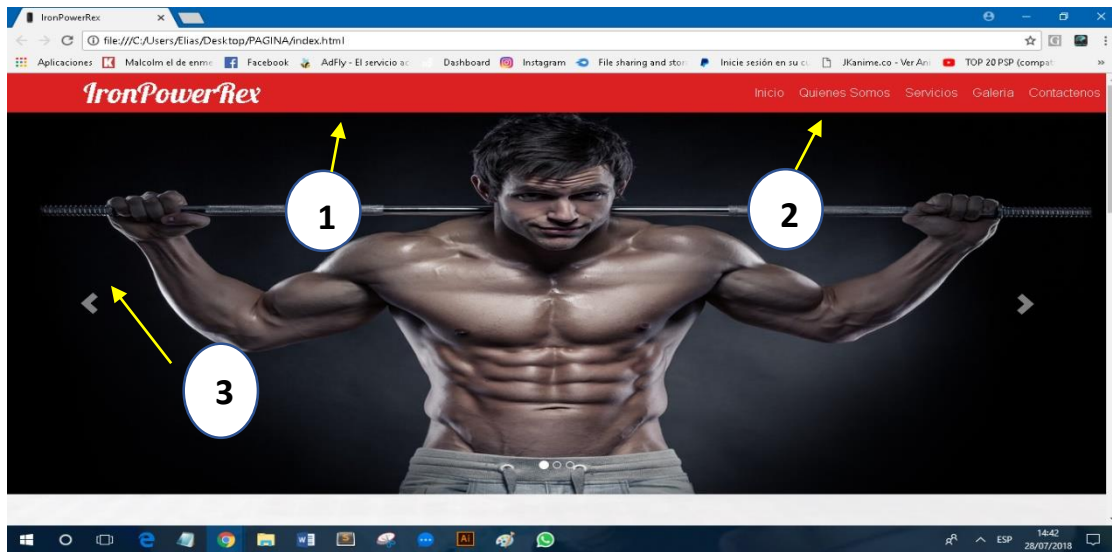 IronPowerRex
file:///C:/Users/Elias/Desktop/PAGINA/index.html
Aplicaciones Malcolm el de enme Facebook AdFly - El servicio ac Dashboard Instagram File sharing and stor Inicie sesión en su cu JKanime.co - Ver Ani TOP 20 PSP (compat
IronPowerRex Inicio Quienes Somos Servicios Galeria Contactenos
1
2
3
ESP
14:42
28/07/2018